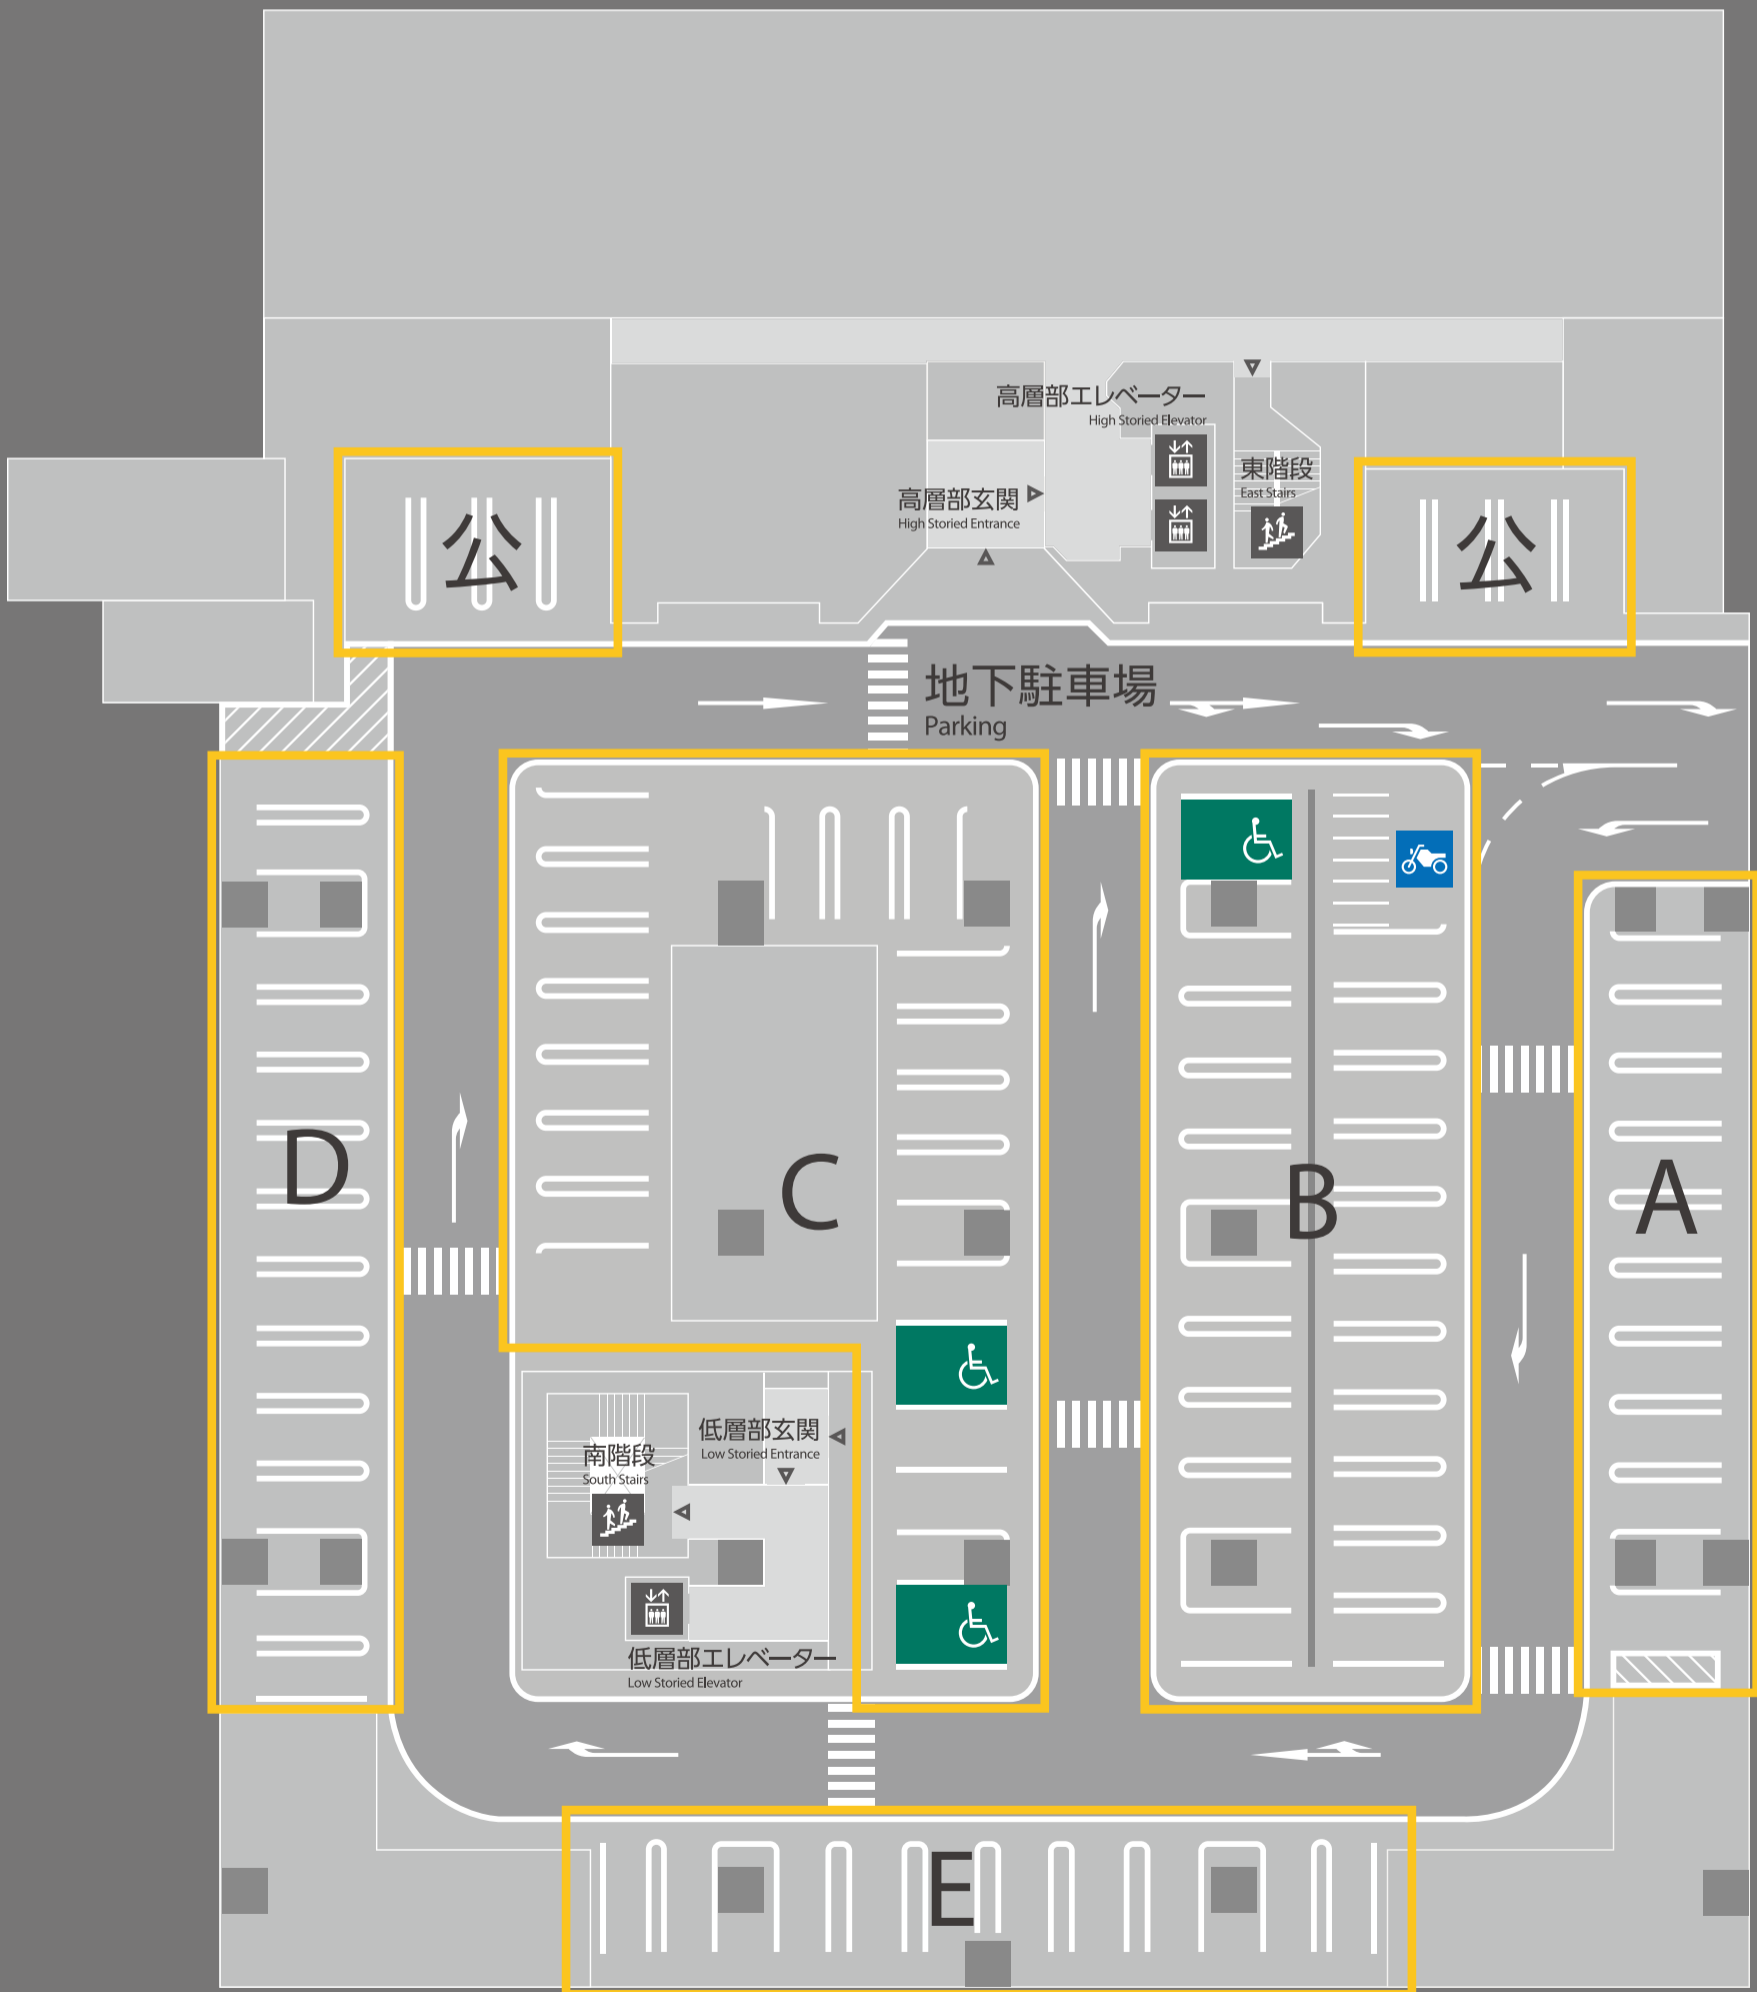 高層部エレベーター
High Storied Elevator
東階段
East Stairs
高層部玄関
High Storied Entrance
公
公
地下駐車場
Parking
D
C
B
A
低層部玄関
Low Storied Entrance
南階段
South Stairs
低層部エレベーター
Low Storied Elevator
E